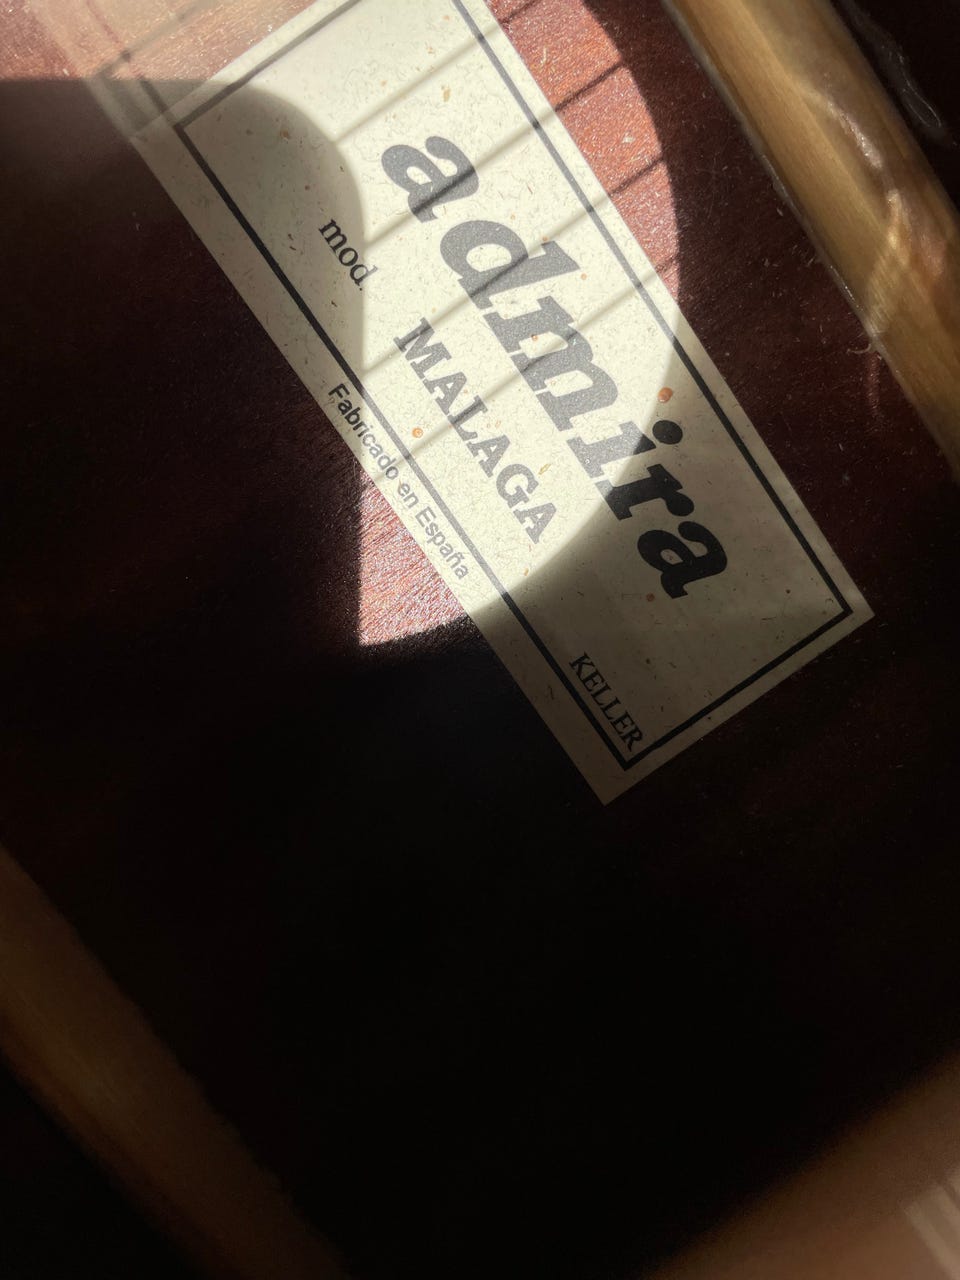 admira
mod. MALAGA
Fabricado en España
KELLER